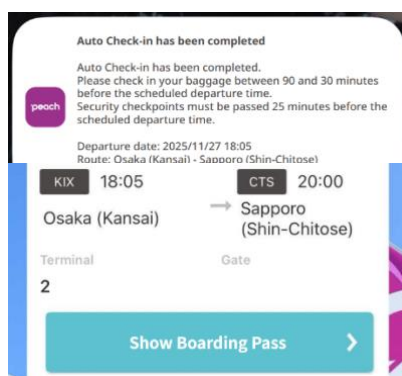 Auto Check-in has been completed
Auto Check-in has been completed.
Please check in your baggage between 90 and 30 minutes
before the scheduled departure time.
peach
Security checkpoints must be passed 25 minutes before the
scheduled departure time.
Departure date: 2025/11/27 18:05
Route: Osaka (Kansai) - Sapporo (Shin-Chitose)
KIX 18:05 CTS 20:00
Osaka (Kansai) → Sapporo
(Shin-Chitose)
Terminal Gate
2
Show Boarding Pass